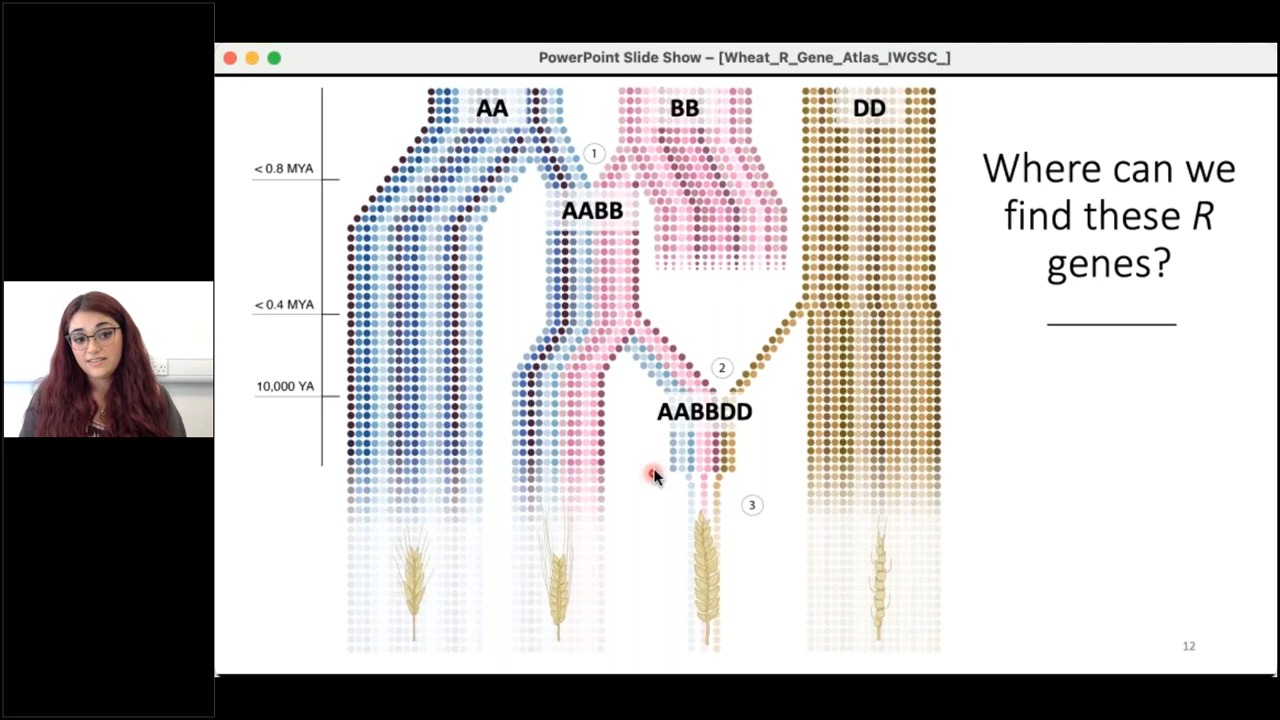 PowerPoint Slide Show – [Wheat_R_Gene_Atlas_IWGSC_]
AA
BB
DD
1
< 0.8 MYA
AABB
< 0.4 MYA
2
10,000 YA
AABBDD
3
Where can we
find these R
genes?
12